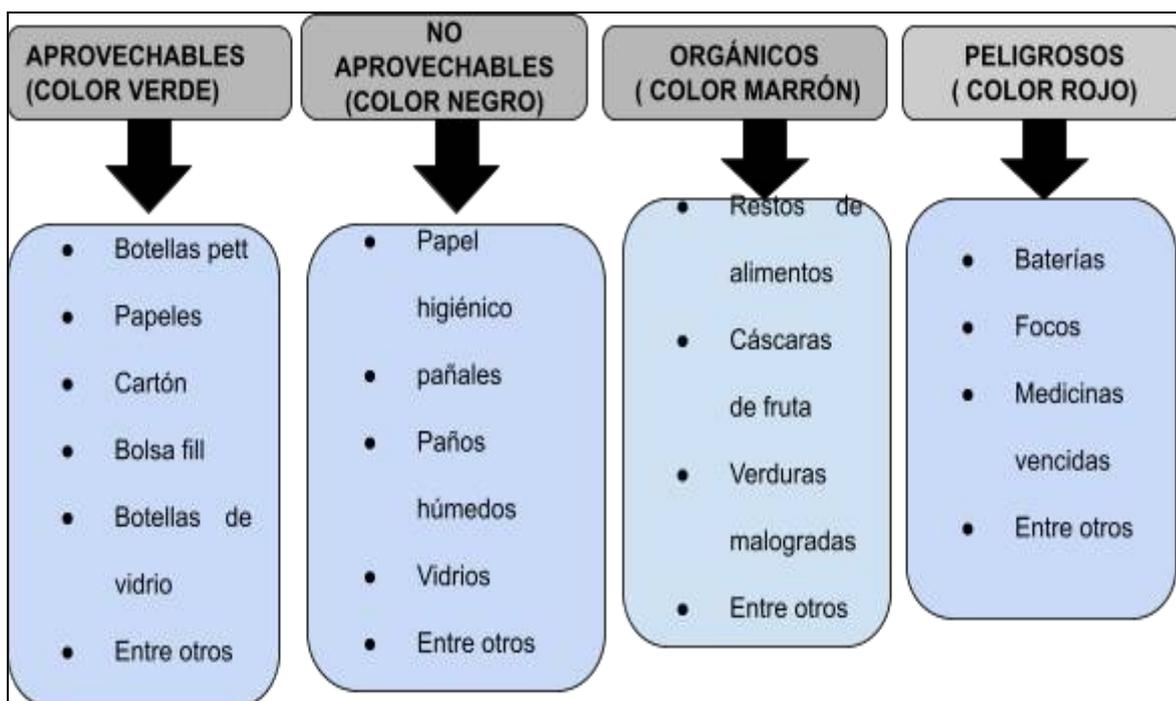 APROVECHABLES
(COLOR VERDE)
● Botellas pett
● Papeles
● Cartón
● Bolsa fill
● Botellas de
vidrio
● Entre otros
NO
APROVECHABLES
(COLOR NEGRO)
● Papel
higiénico
● pañales
● Paños
húmedos
● Vidrios
● Entre otros
ORGÁNICOS
( COLOR MARRÓN)
● Restos de
alimentos
● Cáscaras
de fruta
● Verduras
malogradas
● Entre otros
PELIGROSOS
( COLOR ROJO)
● Baterías
● Focos
● Medicinas
vencidas
● Entre otros